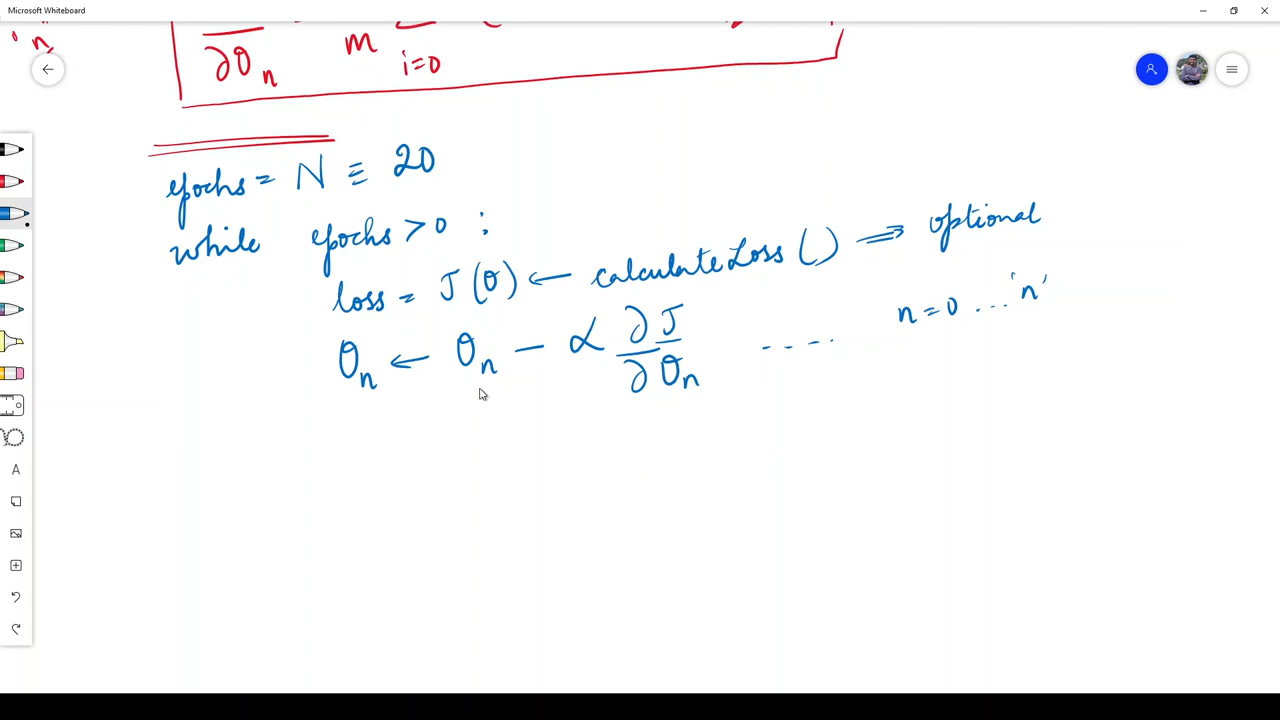 Microsoft Whiteboard
n
∂θn m i=0
epochs = N ≡ 20
while epochs > 0 :
loss = J(θ) ← calculateLoss() ⇒ optional
θn ← θn − α ∂J/∂θn .... n = 0 ... 'n'
A